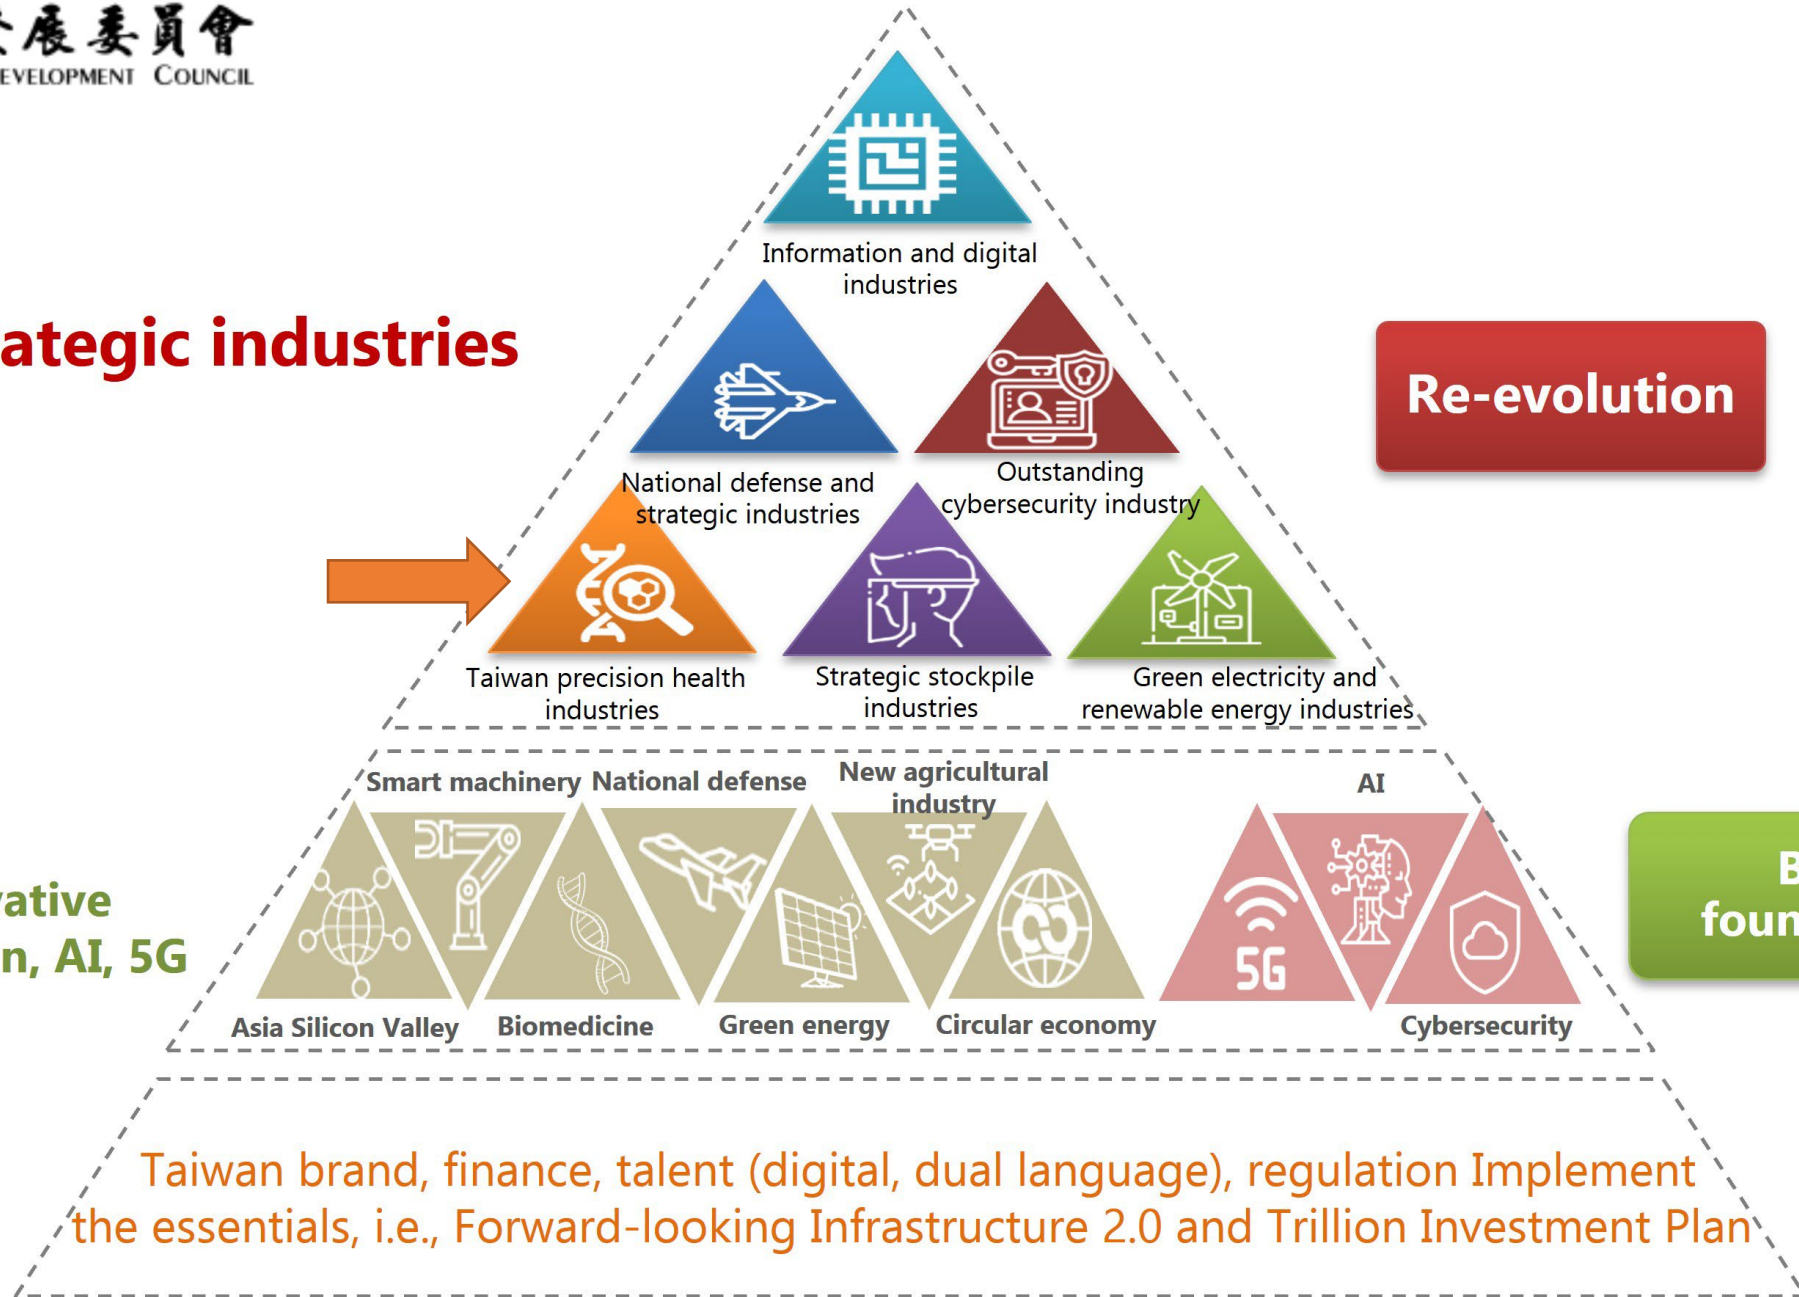 展委員會
EVELOPMENT COUNCIL
Information and digital
industries
ategic industries
Re-evolution
National defense and
strategic industries
Outstanding
cybersecurity industry
Taiwan precision health
industries
Strategic stockpile
industries
Green electricity and
renewable energy industries
Smart machinery
National defense
New agricultural
industry
AI
ative
n, AI, 5G
5G
B
foun
Asia Silicon Valley
Biomedicine
Green energy
Circular economy
Cybersecurity
Taiwan brand, finance, talent (digital, dual language), regulation Implement
the essentials, i.e., Forward-looking Infrastructure 2.0 and Trillion Investment Plan